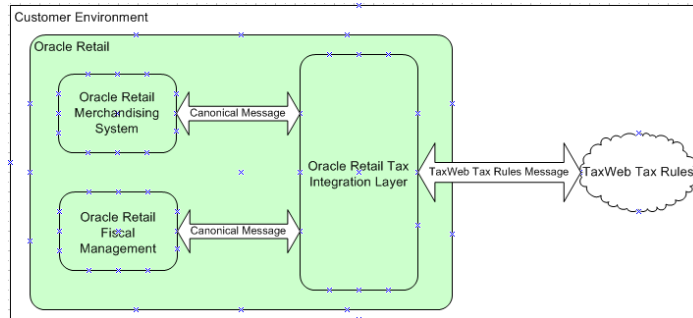 Customer Environment
Oracle Retail
Oracle Retail
Merchandising
System
Canonical Message
Oracle Retail Tax
Integration Layer
TaxWeb Tax Rules Message
TaxWeb Tax Rules
Oracle Retail
Fiscal
Management
Canonical Message